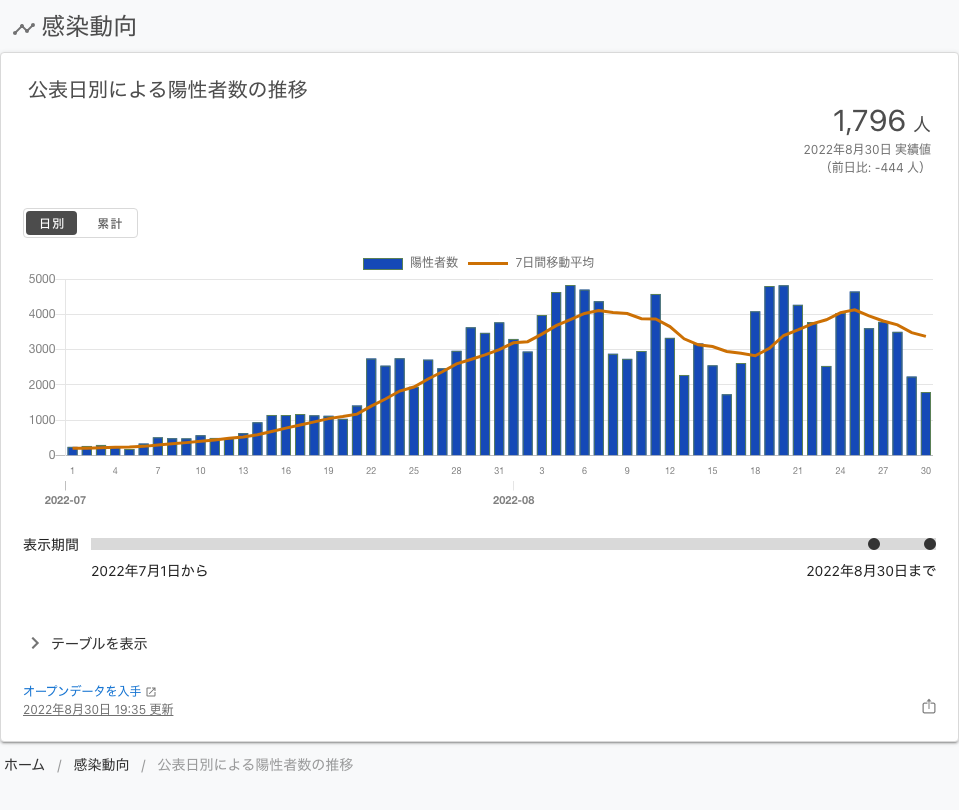 感染動向
公表日別による陽性者数の推移
1,796 人
2022年8月30日 実績値
（前日比: -444 人）
日別 累計
陽性者数 7日間移動平均
5000
4000
3000
2000
1000
0
1 4 7 10 13 16 19 22 25 28 31 3 6 9 12 15 18 21 24 27 30
2022-07 2022-08
表示期間
2022年7月1日から 2022年8月30日まで
テーブルを表示
オープンデータを入手
2022年8月30日 19:35 更新
ホーム / 感染動向 / 公表日別による陽性者数の推移